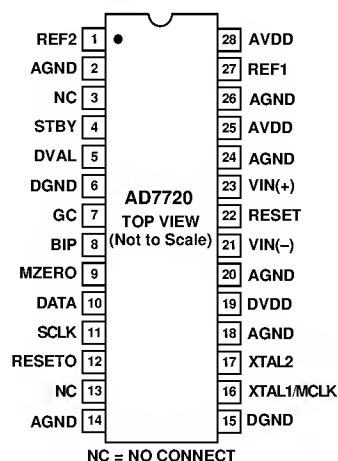 REF2 1 28 AVDD
AGND 2 27 REF1
NC 3 26 AGND
STBY 4 25 AVDD
DVAL 5 24 AGND
DGND 6 23 VIN(+)
GC 7 22 RESET
BIP 8 21 VIN(–)
MZERO 9 20 AGND
DATA 10 19 DVDD
SCLK 11 18 AGND
RESETO 12 17 XTAL2
NC 13 16 XTAL1/MCLK
AGND 14 15 DGND
AD7720
TOP VIEW
(Not to Scale)
NC = NO CONNECT